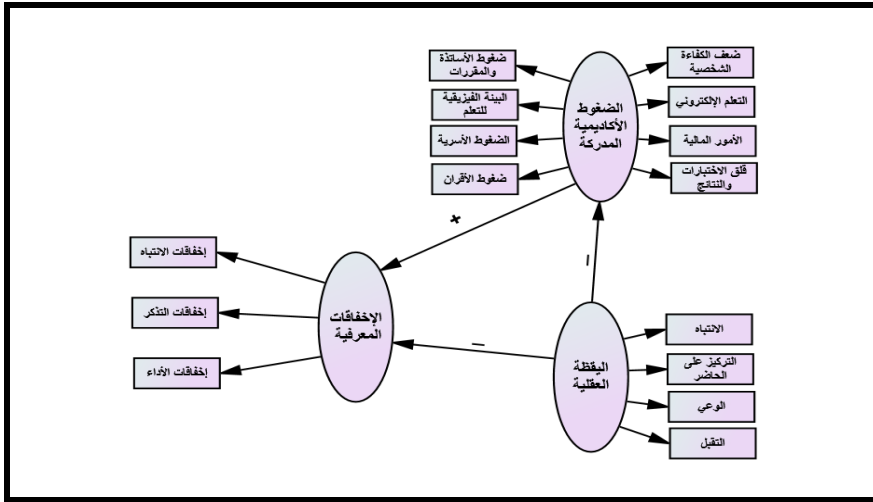 ضعف الكفاءة
الشخصية
التعلم الإلكتروني
الأمور المالية
قلق الاختبارات
والنتائج
الضغوط
الأكاديمية
المدركة
ضغوط الأساتذة
والمقررات
البيئة الفيزيقية
للتعلم
الضغوط الأسرية
ضغوط الأقران
+
–
–
الإخفاقات
المعرفية
إخفاقات الانتباه
إخفاقات التذكر
إخفاقات الأداء
اليقظة
العقلية
الانتباه
التركيز على
الحاضر
الوعي
التقبل